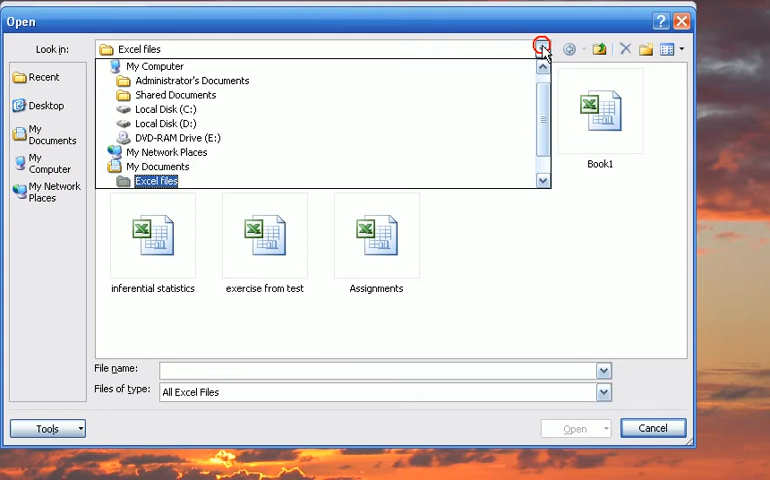 Open
Look in:
Excel files
My Computer
Administrator's Documents
Shared Documents
Local Disk (C:)
Local Disk (D:)
DVD-RAM Drive (E:)
My Network Places
My Documents
Excel files
Recent
Desktop
My
Documents
My
Computer
My Network
Places
Book1
inferential statistics
exercise from test
Assignments
File name:
Files of type:
All Excel Files
Tools
Open
Cancel